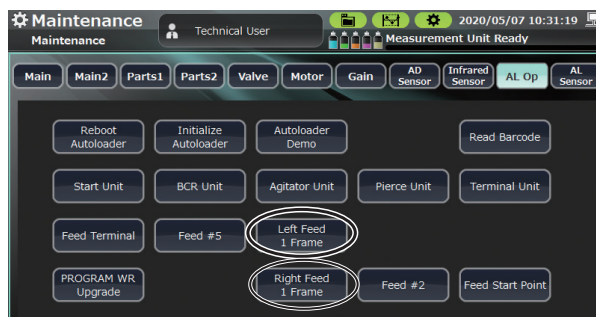 Maintenance
Maintenance
Technical User
2020/05/07 10:31:19
Measurement Unit Ready
Main Main2 Parts1 Parts2 Valve Motor Gain AD Sensor Infrared Sensor AL Op AL Sensor
Reboot Autoloader
Initialize Autoloader
Autoloader Demo
Read Barcode
Start Unit
BCR Unit
Agitator Unit
Pierce Unit
Terminal Unit
Feed Terminal
Feed #5
Left Feed
1 Frame
PROGRAM WR
Upgrade
Right Feed
1 Frame
Feed #2
Feed Start Point